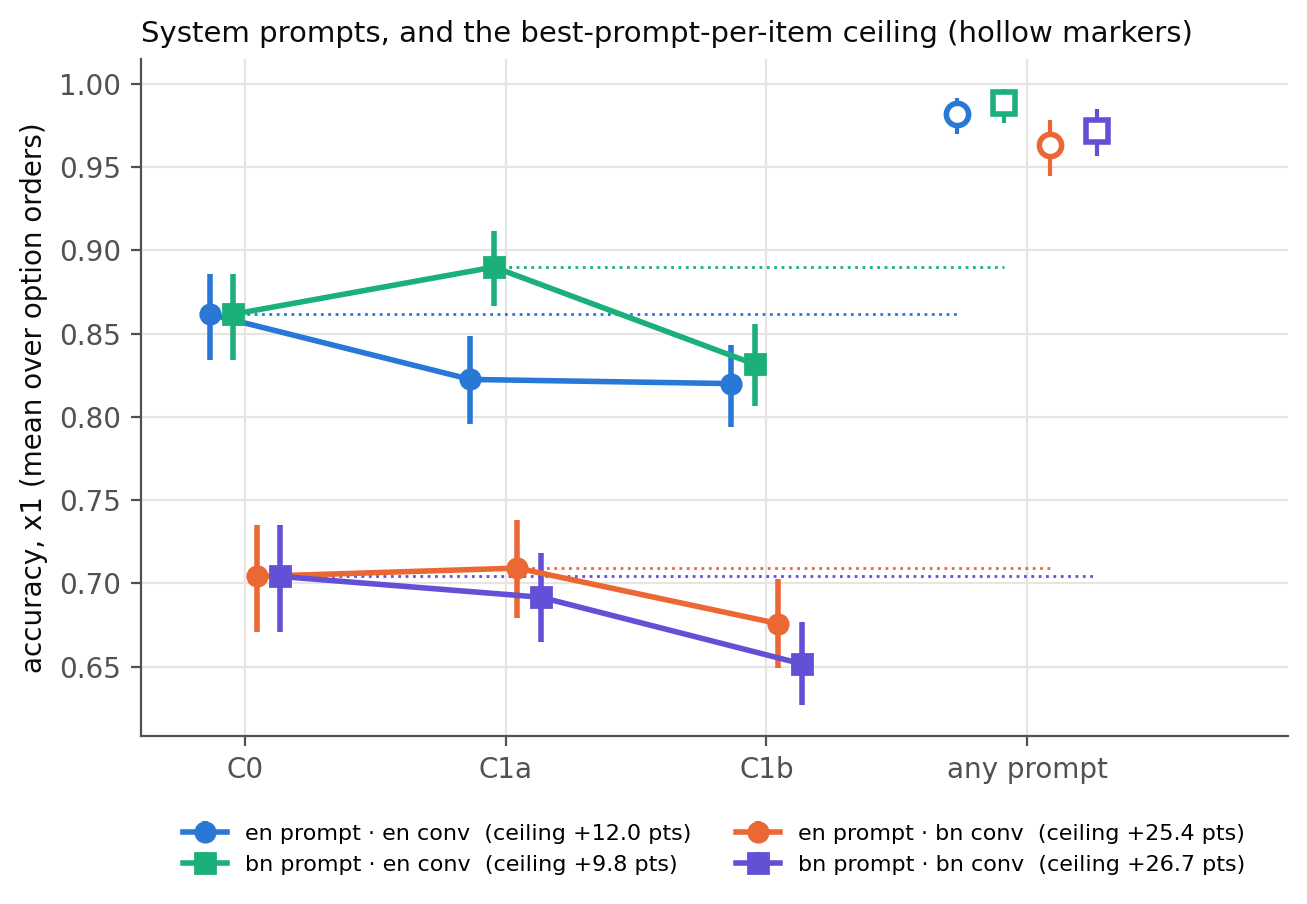 System prompts, and the best-prompt-per-item ceiling (hollow markers)
accuracy, x1 (mean over option orders)
1.00
0.95
0.90
0.85
0.80
0.75
0.70
0.65
C0 C1a C1b any prompt
en prompt · en conv (ceiling +12.0 pts) en prompt · bn conv (ceiling +25.4 pts)
bn prompt · en conv (ceiling +9.8 pts) bn prompt · bn conv (ceiling +26.7 pts)